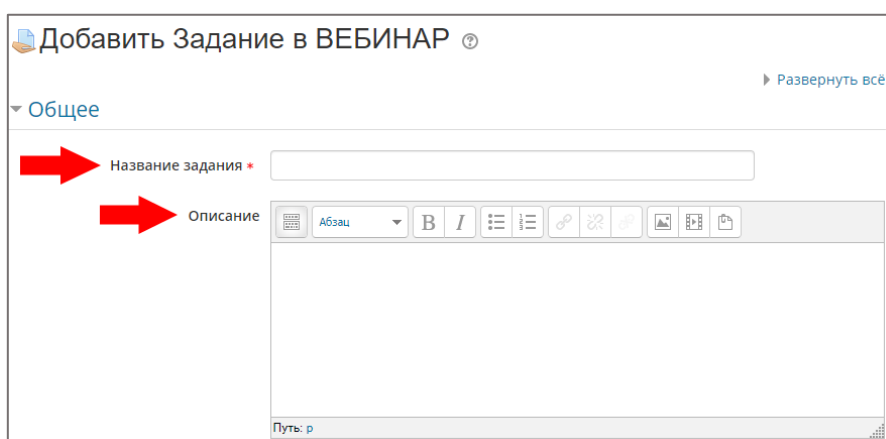 Добавить Задание в ВЕБИНАР
Развернуть всё
Общее
Название задания *
Описание
Абзац B I
Путь: p